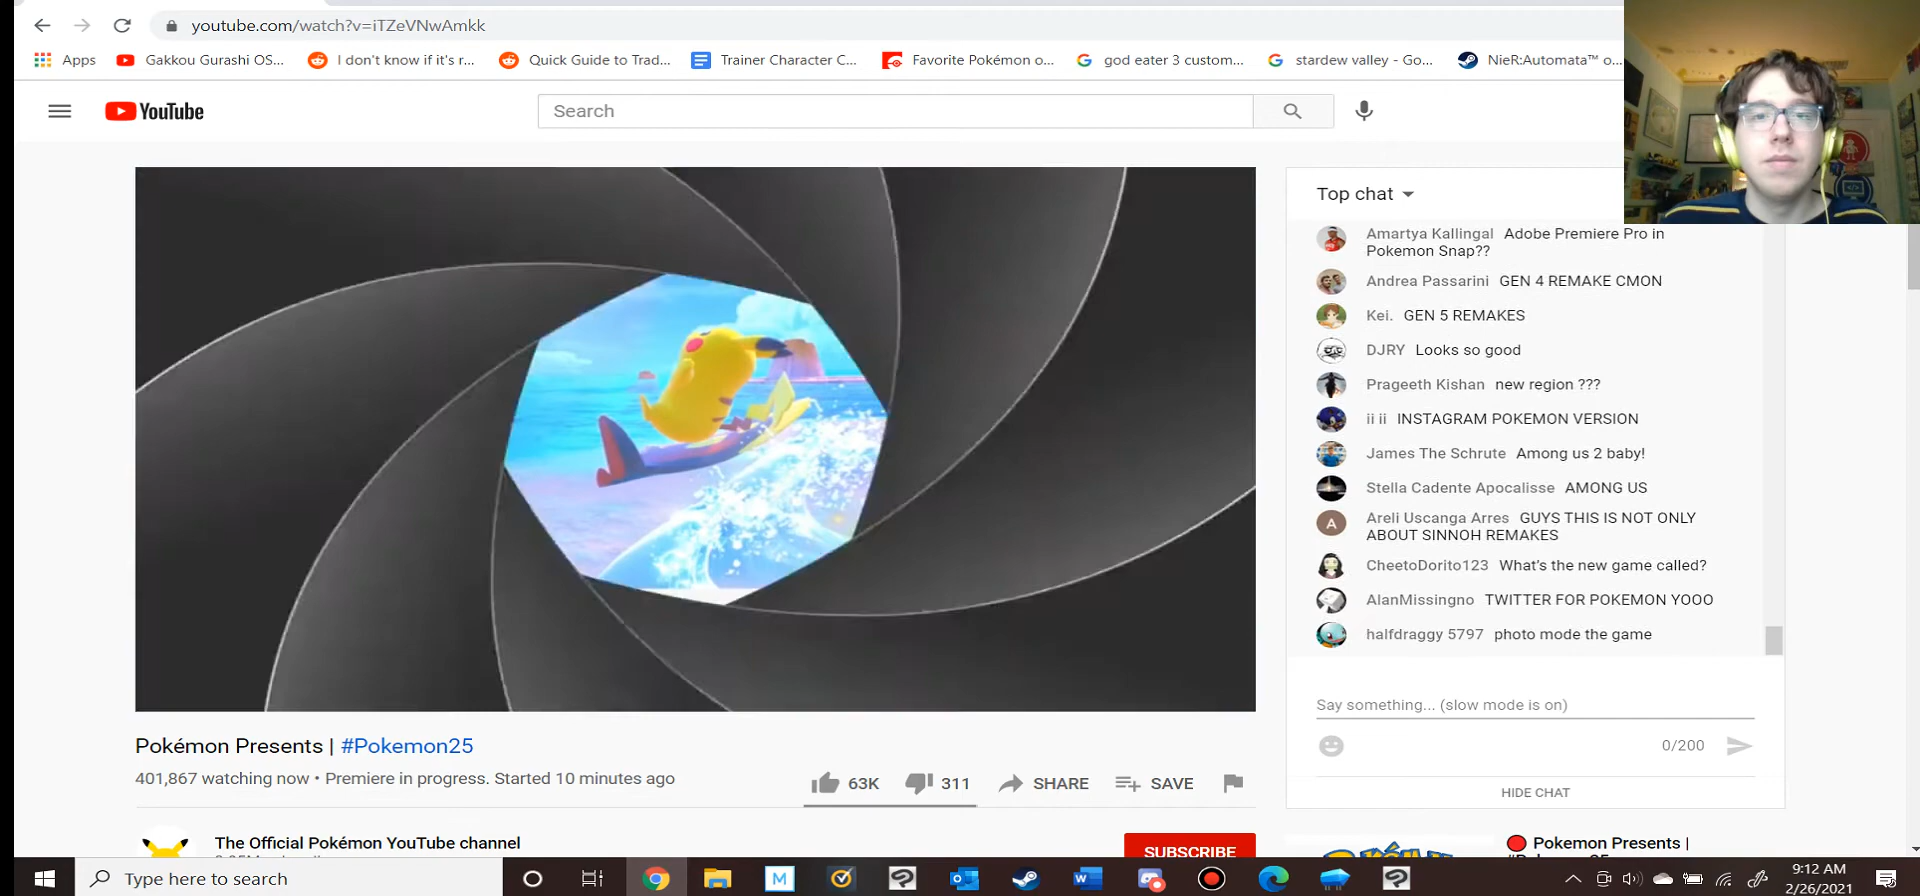 youtube.com/watch?v=iTZeVNwAmkk
Apps Gakkou Gurashi OS... I don't know if it's r... Quick Guide to Trad... Trainer Character C... Favorite Pokémon o... god eater 3 custom... stardew valley - Go... NieR:Automata™ o...
YouTube
Search
Top chat
Amartya Kallingal Adobe Premiere Pro in
Pokemon Snap??
Andrea Passarini GEN 4 REMAKE CMON
Kei. GEN 5 REMAKES
DJRY Looks so good
Prageeth Kishan new region ???
ii ii INSTAGRAM POKEMON VERSION
James The Schrute Among us 2 baby!
Stella Cadente Apocalisse AMONG US
A Areli Uscanga Arres GUYS THIS IS NOT ONLY
ABOUT SINNOH REMAKES
CheetoDorito123 What's the new game called?
AlanMissingno TWITTER FOR POKEMON YOOO
halfdraggy 5797 photo mode the game
Say something... (slow mode is on)
0/200
HIDE CHAT
Pokémon Presents | #Pokemon25
401,867 watching now • Premiere in progress. Started 10 minutes ago
63K 311 SHARE SAVE
The Official Pokémon YouTube channel
SUBSCRIBE
Pokemon Presents |
Type here to search
9:12 AM
2/26/2021